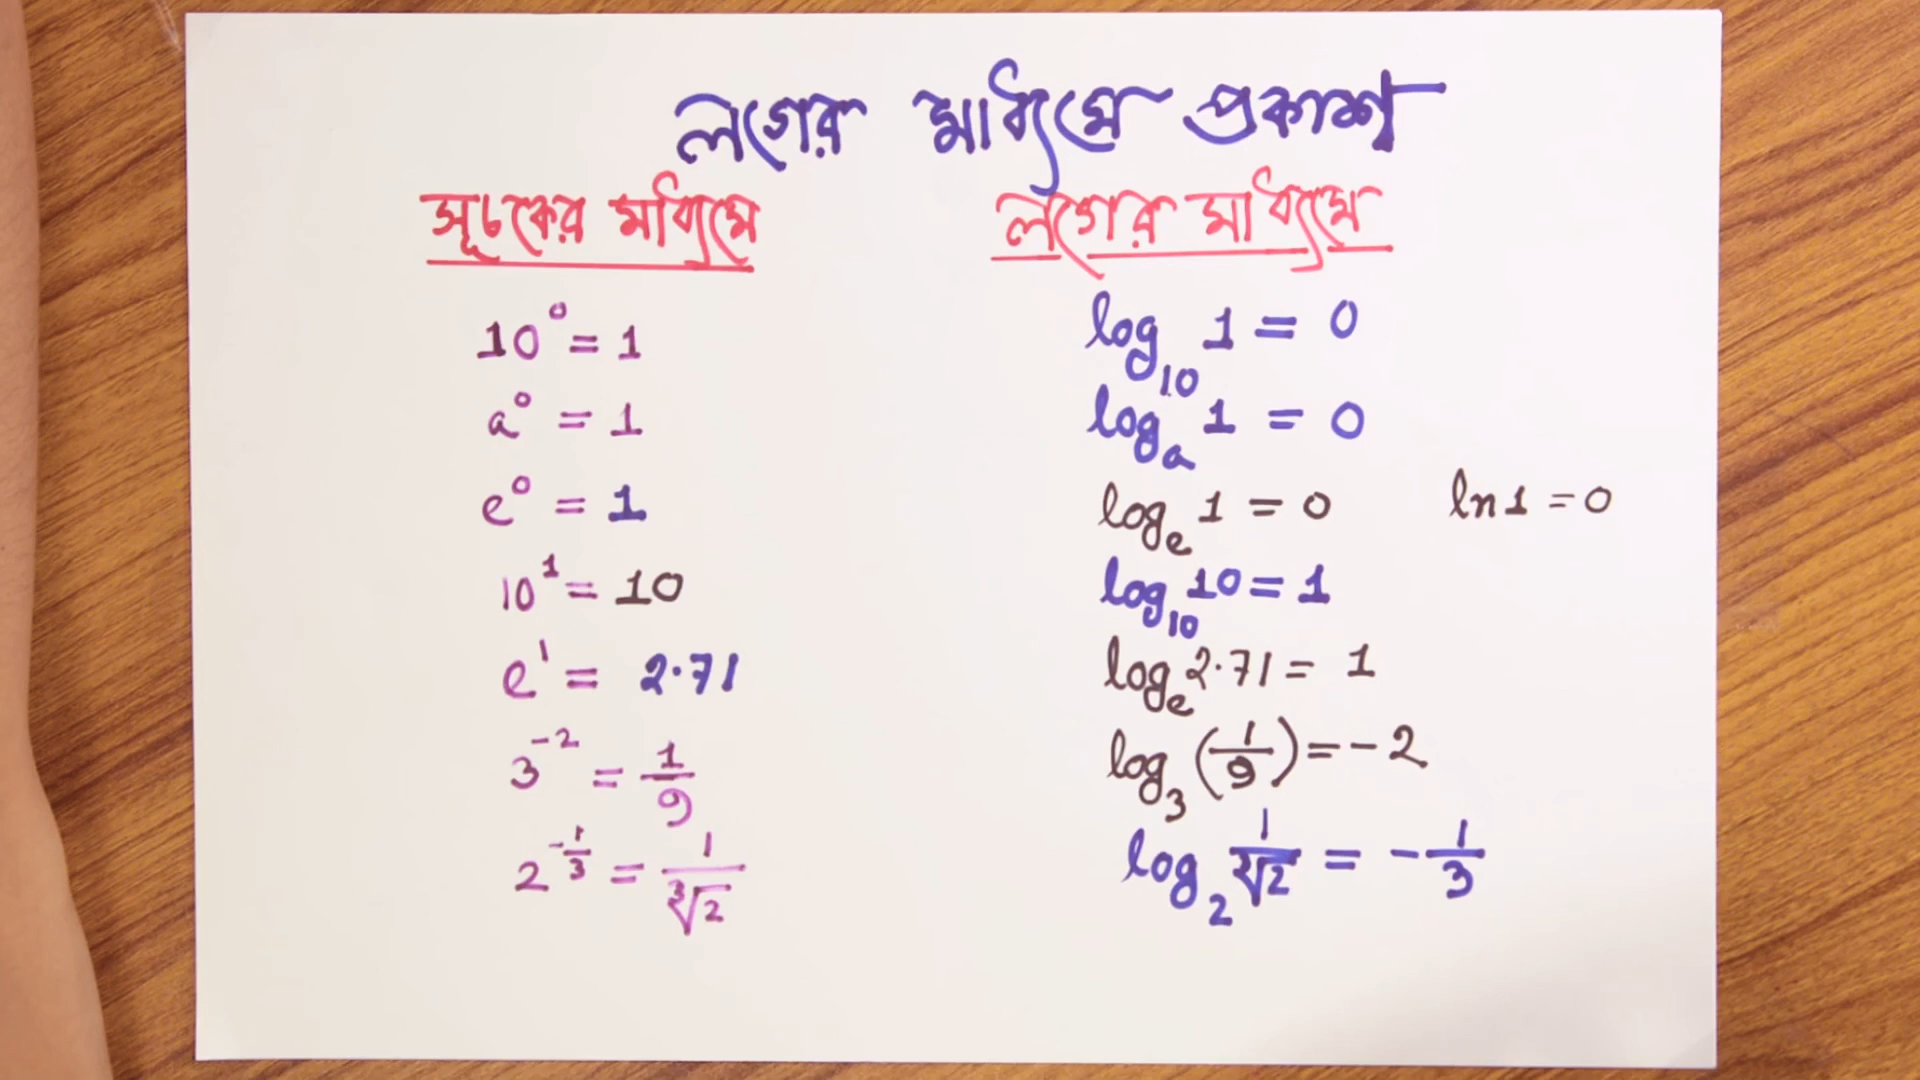 লগের মাধ্যমে প্রকাশ
সূচকের মাধ্যমে লগের মাধ্যমে
10⁰ = 1 log₁₀ 1 = 0
a⁰ = 1 logₐ 1 = 0
e⁰ = 1 logₑ 1 = 0 ln 1 = 0
10¹ = 10 log₁₀ 10 = 1
e¹ = 2.71 logₑ 2.71 = 1
3⁻² = 1/9 log₃ (1/9) = -2
2^(-1/3) = 1/∛2 log₂ 1/∛2 = -1/3